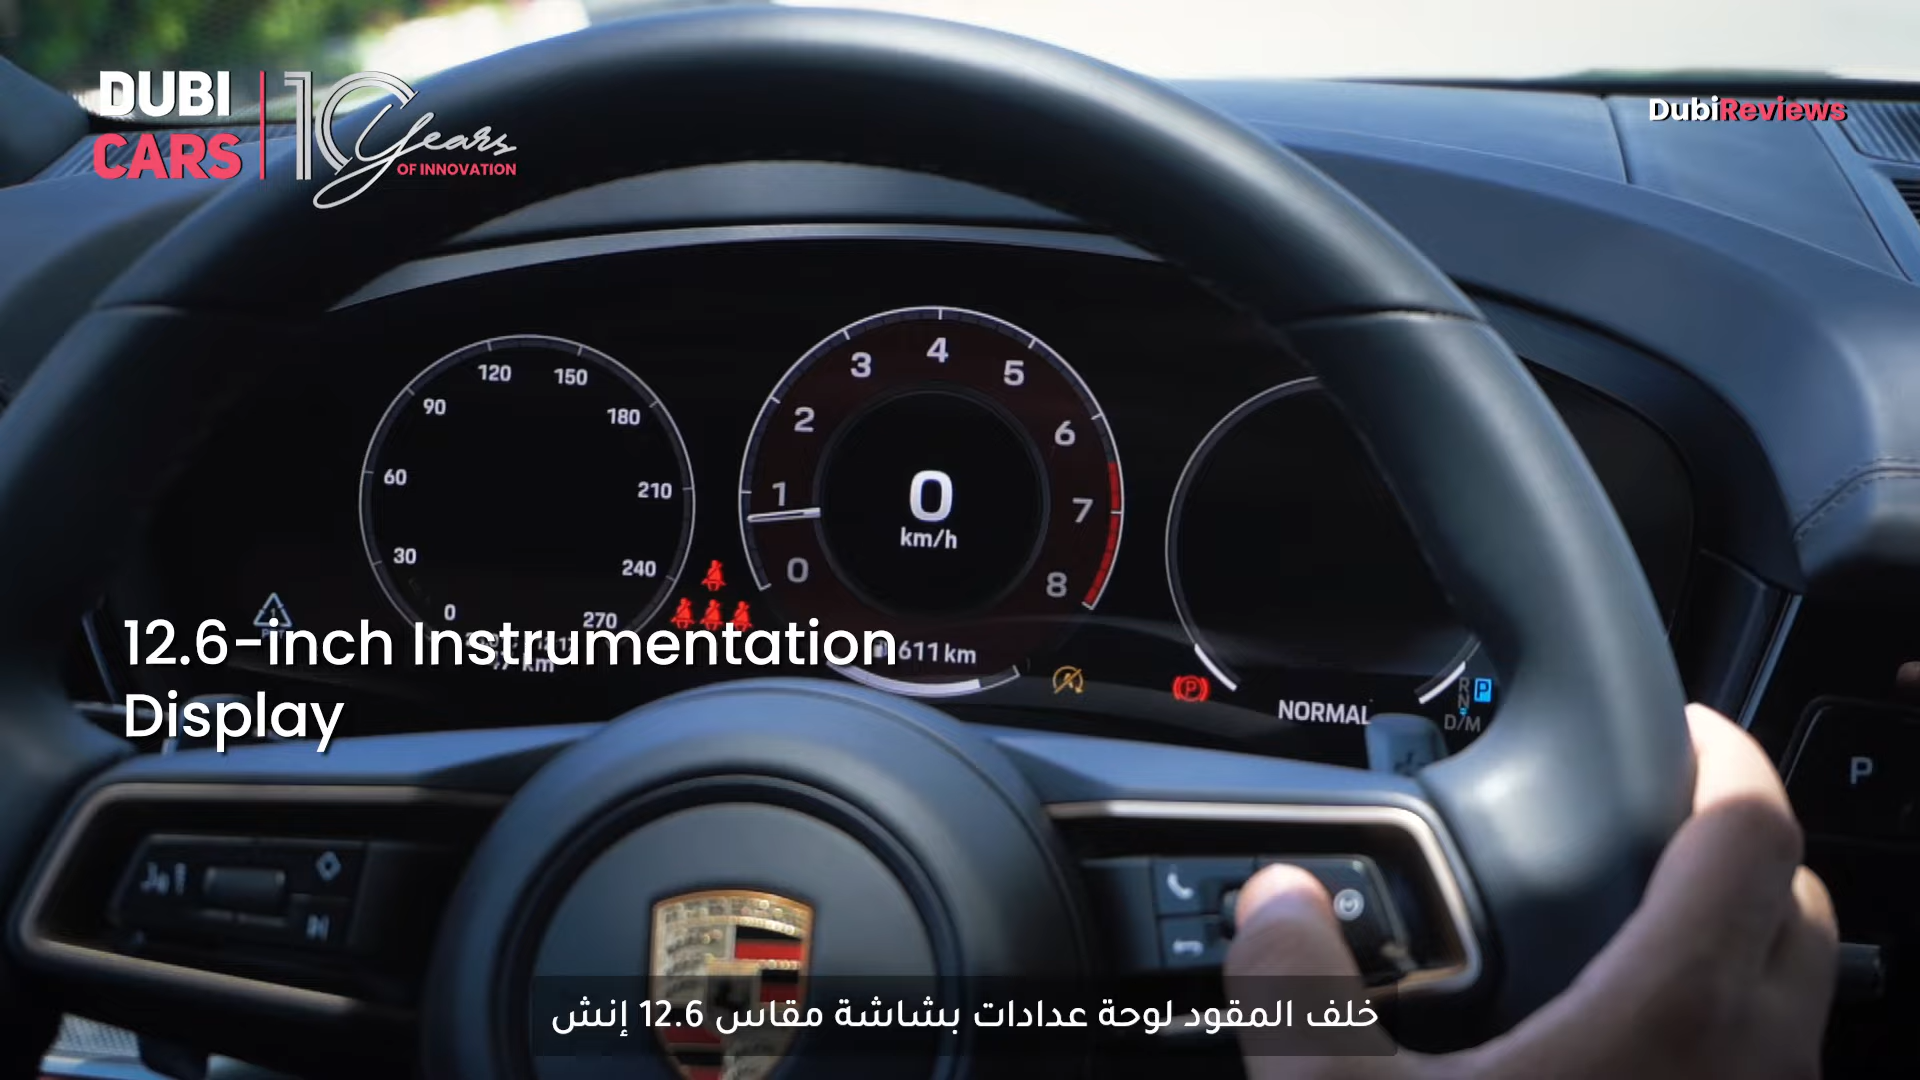 DUBI
CARS
10 Years
OF INNOVATION
DubiReviews
0
30
60
90
120
150
180
210
240
270
0
1
2
3
4
5
6
7
8
0
km/h
611 km
NORMAL
R
N
P
D/M
P
12.6-inch Instrumentation
Display
خلف المقود لوحة عدادات بشاشة مقاس 12.6 إنش